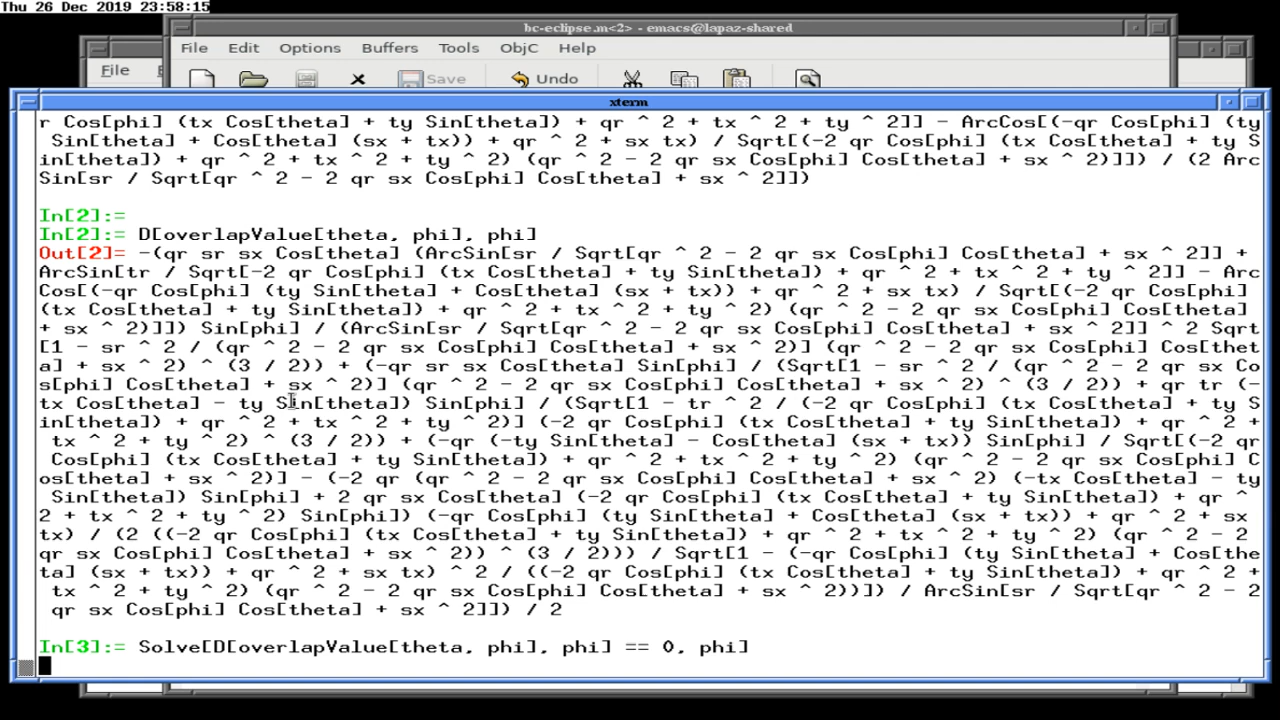 Thu 26 Dec 2019 23:58:15
bc-eclipse.m<2> - emacs@lapaz-shared
File Edit Options Buffers Tools ObjC Help
File
Save Undo
xterm
r Cos[phi] (tx Cos[theta] + ty Sin[theta]) + qr ^ 2 + tx ^ 2 + ty ^ 2]] - ArcCos[(-qr Cos[phi] (ty
Sin[theta] + Cos[theta] (sx + tx)) + qr ^ 2 + sx tx) / Sqrt[(-2 qr Cos[phi] (tx Cos[theta] + ty S
in[theta]) + qr ^ 2 + tx ^ 2 + ty ^ 2) (qr ^ 2 - 2 qr sx Cos[phi] Cos[theta] + sx ^ 2)]]) / (2 Arc
Sin[sr / Sqrt[qr ^ 2 - 2 qr sx Cos[phi] Cos[theta] + sx ^ 2]])
In[2]:=
In[2]:= D[overlapValue[theta, phi], phi]
Out[2]= -(qr sr sx Cos[theta] (ArcSin[sr / Sqrt[qr ^ 2 - 2 qr sx Cos[phi] Cos[theta] + sx ^ 2]] +
ArcSin[tr / Sqrt[-2 qr Cos[phi] (tx Cos[theta] + ty Sin[theta]) + qr ^ 2 + tx ^ 2 + ty ^ 2]] - Arc
Cos[(-qr Cos[phi] (ty Sin[theta] + Cos[theta] (sx + tx)) + qr ^ 2 + sx tx) / Sqrt[(-2 qr Cos[phi]
(tx Cos[theta] + ty Sin[theta]) + qr ^ 2 + tx ^ 2 + ty ^ 2) (qr ^ 2 - 2 qr sx Cos[phi] Cos[theta]
+ sx ^ 2)]]) Sin[phi] / (ArcSin[sr / Sqrt[qr ^ 2 - 2 qr sx Cos[phi] Cos[theta] + sx ^ 2]] ^ 2 Sqrt
[1 - sr ^ 2 / (qr ^ 2 - 2 qr sx Cos[phi] Cos[theta] + sx ^ 2)] (qr ^ 2 - 2 qr sx Cos[phi] Cos[thet
a] + sx ^ 2) ^ (3 / 2)) + (-qr sr sx Cos[theta] Sin[phi] / (Sqrt[1 - sr ^ 2 / (qr ^ 2 - 2 qr sx Co
s[phi] Cos[theta] + sx ^ 2)] (qr ^ 2 - 2 qr sx Cos[phi] Cos[theta] + sx ^ 2) ^ (3 / 2)) + qr tr (-
tx Cos[theta] - ty Sin[theta]) Sin[phi] / (Sqrt[1 - tr ^ 2 / (-2 qr Cos[phi] (tx Cos[theta] + ty S
in[theta]) + qr ^ 2 + tx ^ 2 + ty ^ 2)] (-2 qr Cos[phi] (tx Cos[theta] + ty Sin[theta]) + qr ^ 2 +
tx ^ 2 + ty ^ 2) ^ (3 / 2)) + (-qr (-ty Sin[theta] - Cos[theta] (sx + tx)) Sin[phi] / Sqrt[(-2 qr
Cos[phi] (tx Cos[theta] + ty Sin[theta]) + qr ^ 2 + tx ^ 2 + ty ^ 2) (qr ^ 2 - 2 qr sx Cos[phi] C
os[theta] + sx ^ 2)] - (-2 qr (qr ^ 2 - 2 qr sx Cos[phi] Cos[theta] + sx ^ 2) (-tx Cos[theta] - ty
Sin[theta]) Sin[phi] + 2 qr sx Cos[theta] (-2 qr Cos[phi] (tx Cos[theta] + ty Sin[theta]) + qr ^
2 + tx ^ 2 + ty ^ 2) Sin[phi]) (-qr Cos[phi] (ty Sin[theta] + Cos[theta] (sx + tx)) + qr ^ 2 + sx
tx) / (2 ((-2 qr Cos[phi] (tx Cos[theta] + ty Sin[theta]) + qr ^ 2 + tx ^ 2 + ty ^ 2) (qr ^ 2 - 2
qr sx Cos[phi] Cos[theta] + sx ^ 2)) ^ (3 / 2))) / Sqrt[1 - (-qr Cos[phi] (ty Sin[theta] + Cos[the
ta] (sx + tx)) + qr ^ 2 + sx tx) ^ 2 / ((-2 qr Cos[phi] (tx Cos[theta] + ty Sin[theta]) + qr ^ 2 +
tx ^ 2 + ty ^ 2) (qr ^ 2 - 2 qr sx Cos[phi] Cos[theta] + sx ^ 2))]) / ArcSin[sr / Sqrt[qr ^ 2 - 2
qr sx Cos[phi] Cos[theta] + sx ^ 2]]) / 2
In[3]:= Solve[D[overlapValue[theta, phi], phi] == 0, phi]